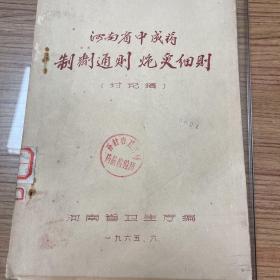 河南省中成药
制剂通则 炮炙细则
(讨论稿)
河南省卫生厅编
一九六五、六